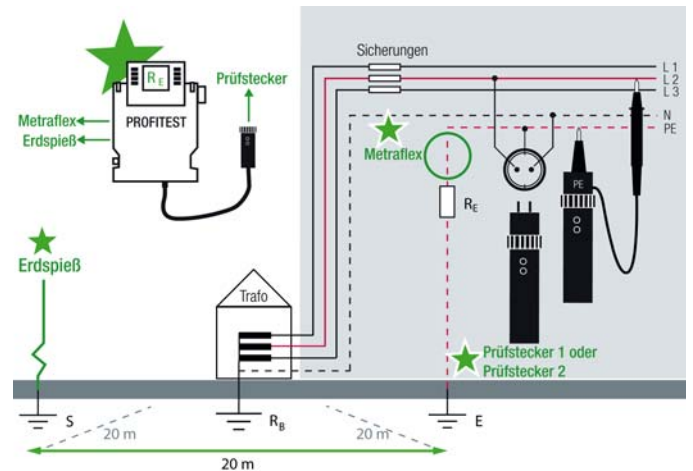 Sicherungen
L 1
L 2
L 3
N
PE
R E
PROFITEST
Prüfstecker
Metraflex
Erdspieß
Metraflex
R E
PE
Erdspieß
Trafo
Prüfstecker 1 oder
Prüfstecker 2
S
R B
E
20 m
20 m
20 m